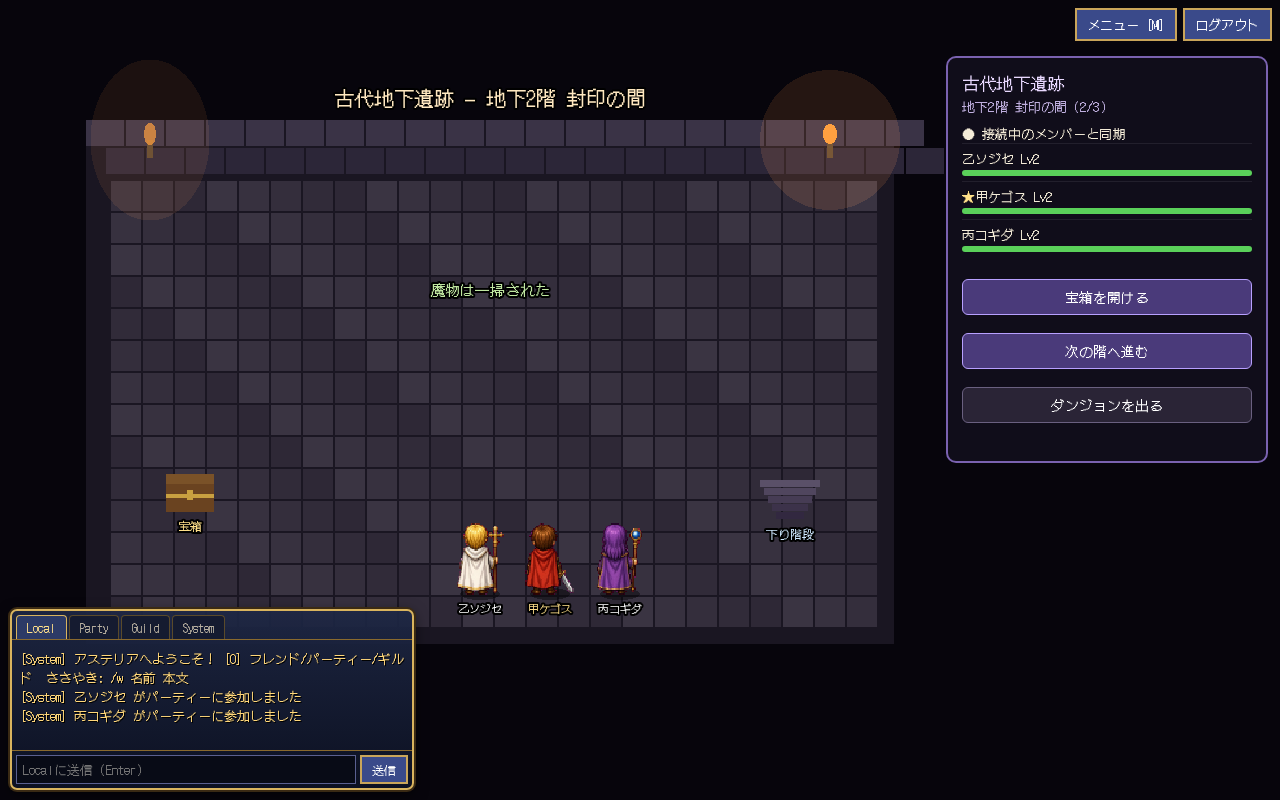 メニュー [M]
ログアウト
古代地下遺跡 — 地下2階 封印の間
古代地下遺跡
地下2階 封印の間 (2/3)
● 接続中のメンバーと同期
乙ソジセ Lv2
★甲ケゴス Lv2
丙コギダ Lv2
宝箱を開ける
次の階へ進む
ダンジョンを出る
魔物は一掃された
宝箱
下り階段
乙ソジセ
甲ケゴス
丙コギダ
Local
Party
Guild
System
[System] アステリアへようこそ！ [O] フレンド/パーティー/ギル
ド ささやき: /w 名前 本文
[System] 乙ソジセ がパーティーに参加しました
[System] 丙コギダ がパーティーに参加しました
Localに送信 (Enter)
送信